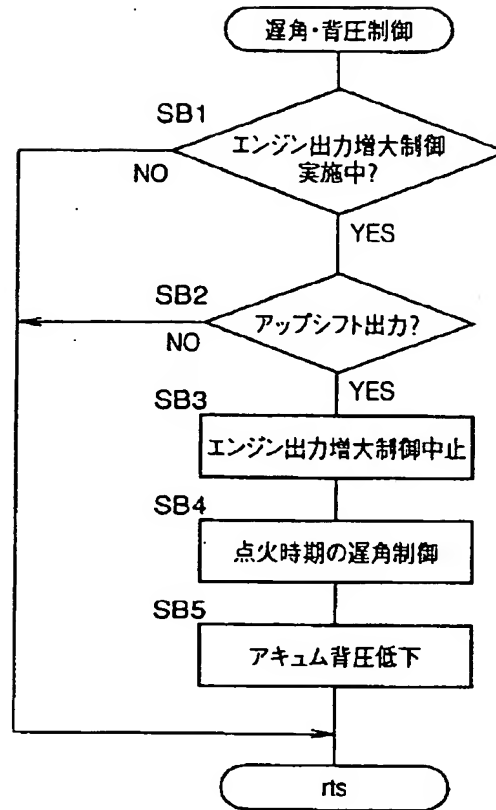 遅角・背圧制御
SB1
エンジン出力増大制御
実施中?
NO
YES
SB2
アップシフト出力?
NO
YES
SB3
エンジン出力増大制御中止
SB4
点火時期の遅角制御
SB5
アキュム背圧低下
rts